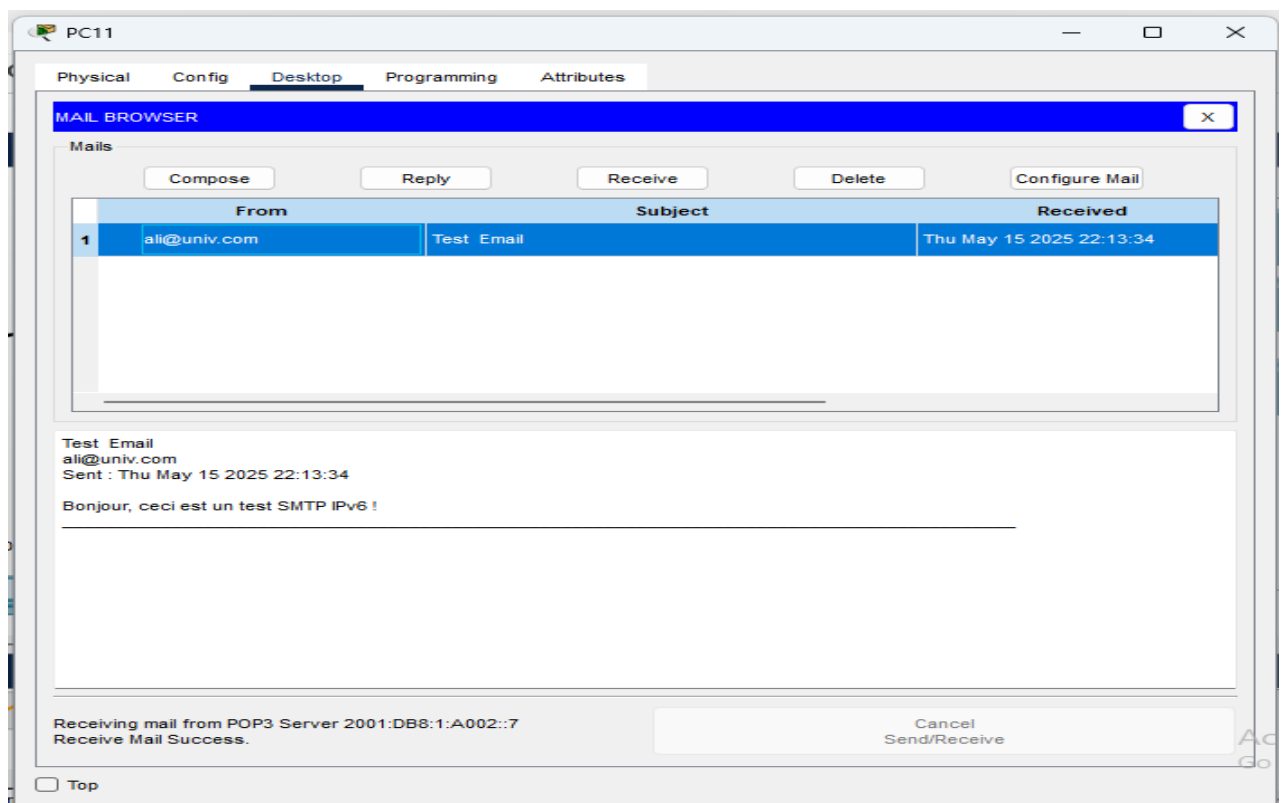 PC11
Physical Config Desktop Programming Attributes
MAIL BROWSER X
Mails
Compose Reply Receive Delete Configure Mail
From Subject Received
1 ali@univ.com Test Email Thu May 15 2025 22:13:34
Test Email
ali@univ.com
Sent : Thu May 15 2025 22:13:34
Bonjour, ceci est un test SMTP IPv6 !
Receiving mail from POP3 Server 2001:DB8:1:A002::7
Receive Mail Success.
Cancel
Send/Receive
Ac
Go
Top